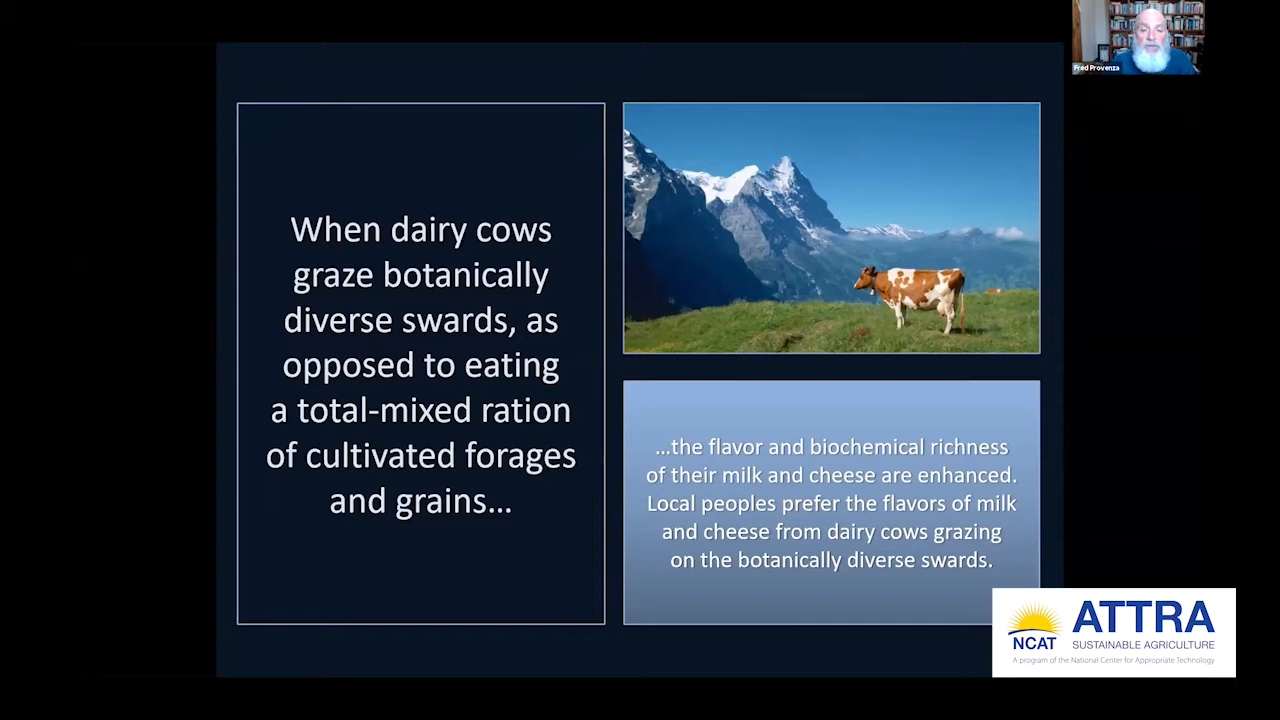 Fred Provenza
When dairy cows
graze botanically
diverse swards, as
opposed to eating
a total-mixed ration
of cultivated forages
and grains…
…the flavor and biochemical richness
of their milk and cheese are enhanced.
Local peoples prefer the flavors of milk
and cheese from dairy cows grazing
on the botanically diverse swards.
NCAT
ATTRA
SUSTAINABLE AGRICULTURE
A program of the National Center for Appropriate Technology